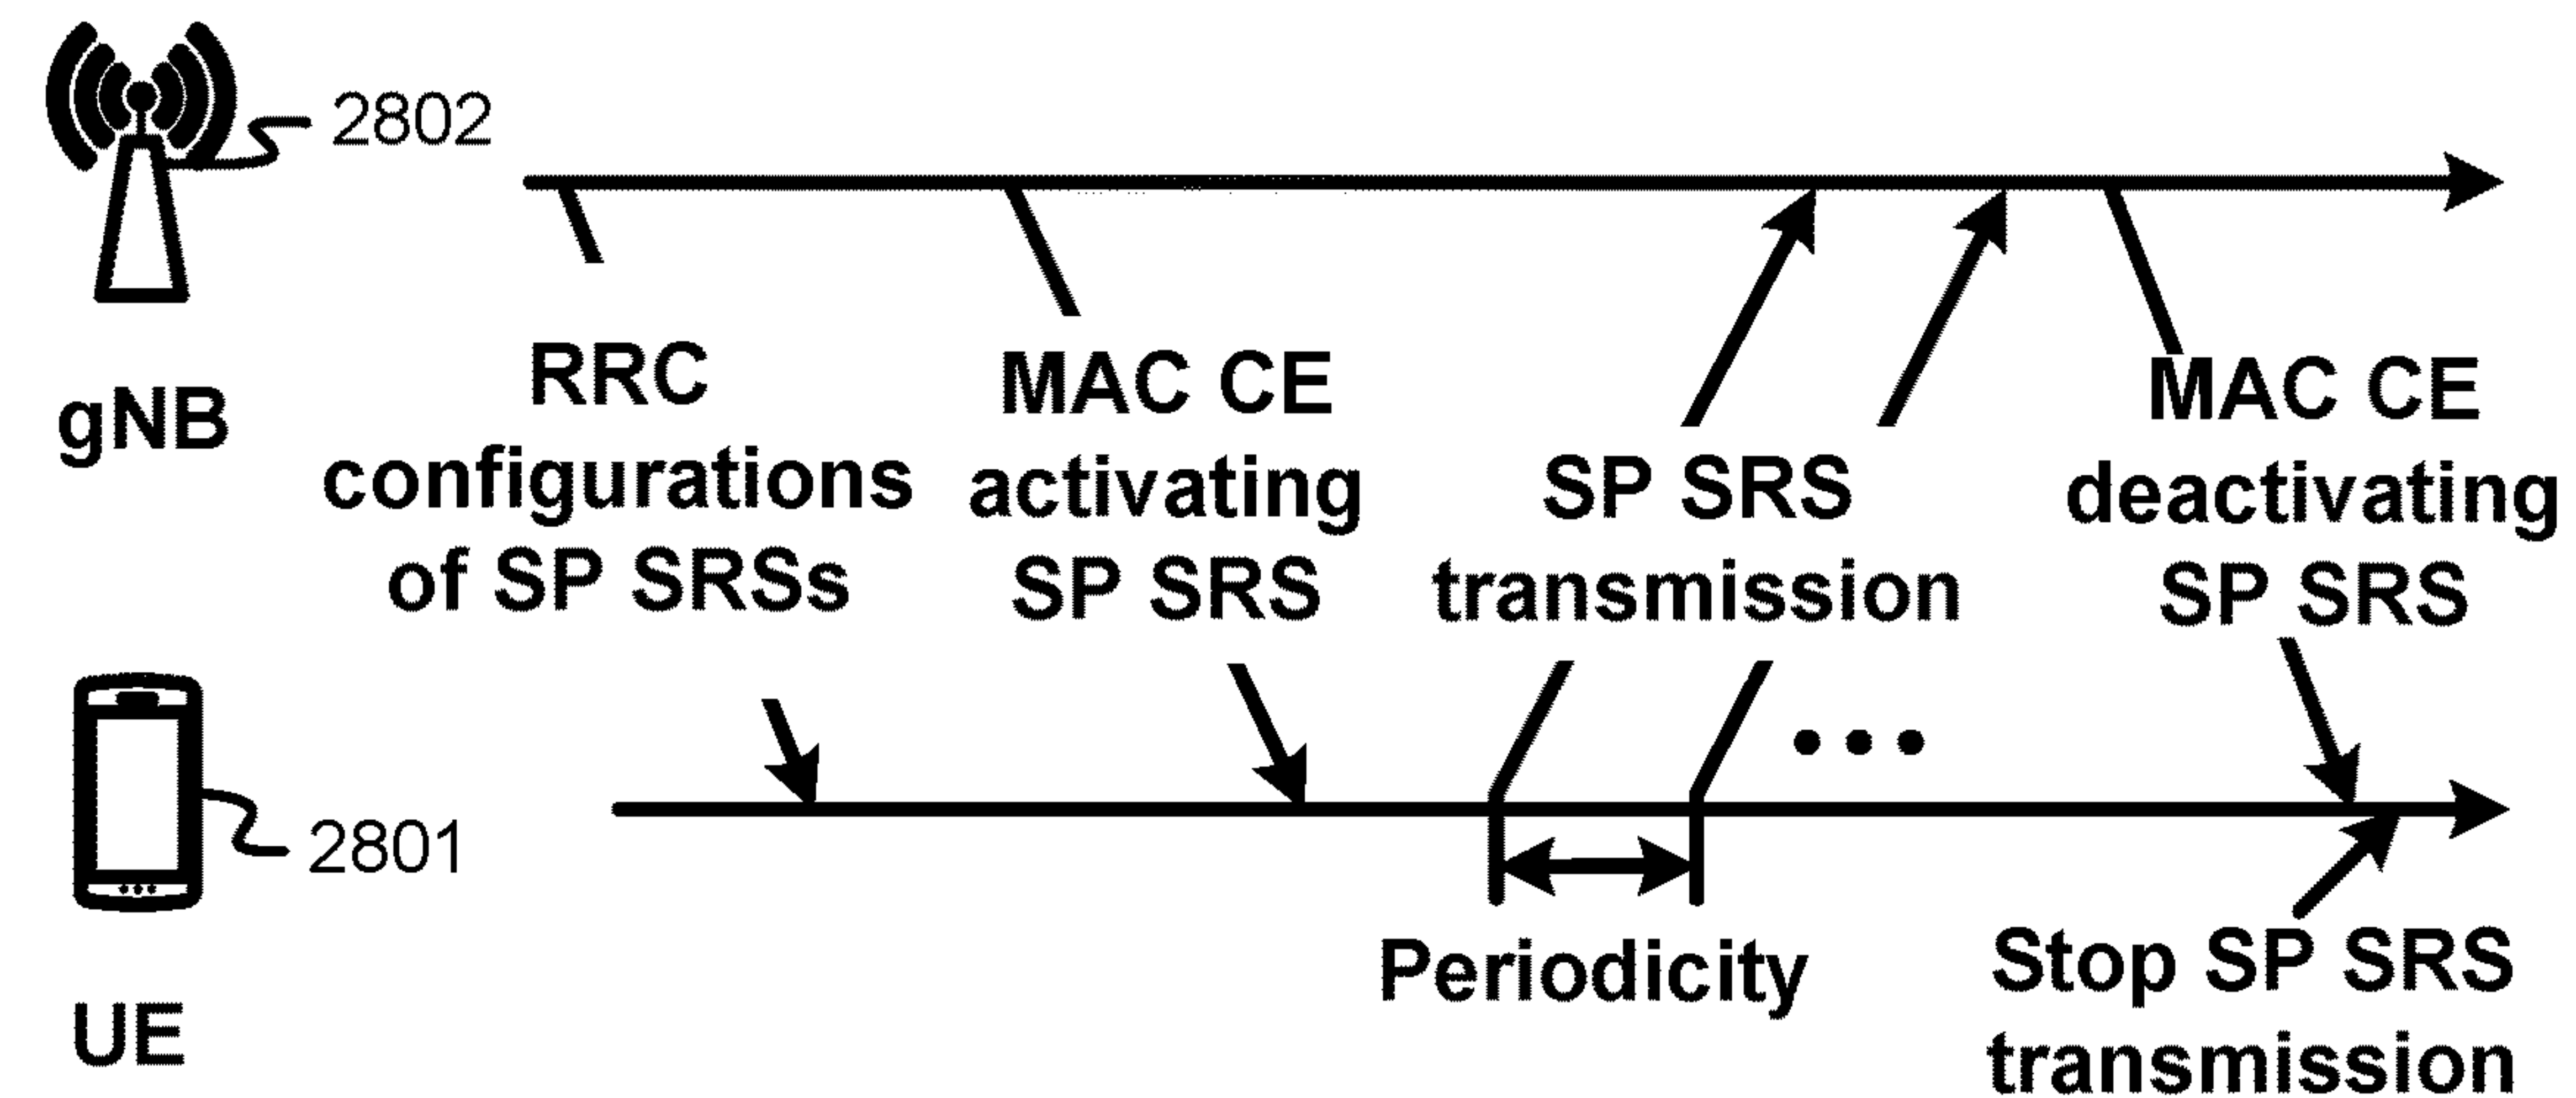 2802
gNB
RRC
configurations
of SP SRSs
MAC CE
activating
SP SRS
SP SRS
transmission
MAC CE
deactivating
SP SRS
2801
UE
Periodicity
Stop SP SRS
transmission